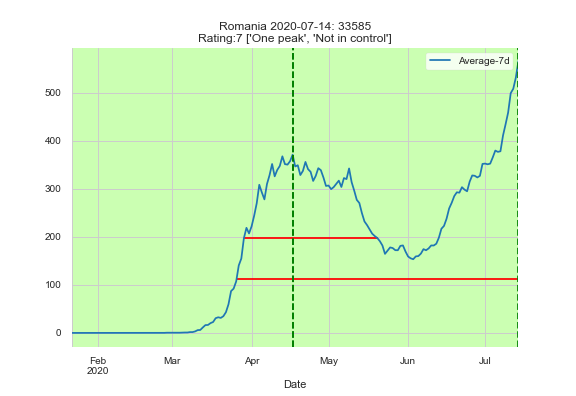 Romania 2020-07-14: 33585
Rating:7 ['One peak', 'Not in control']
Average-7d
500
400
300
200
100
0
Feb
2020
Mar
Apr
May
Jun
Jul
Date